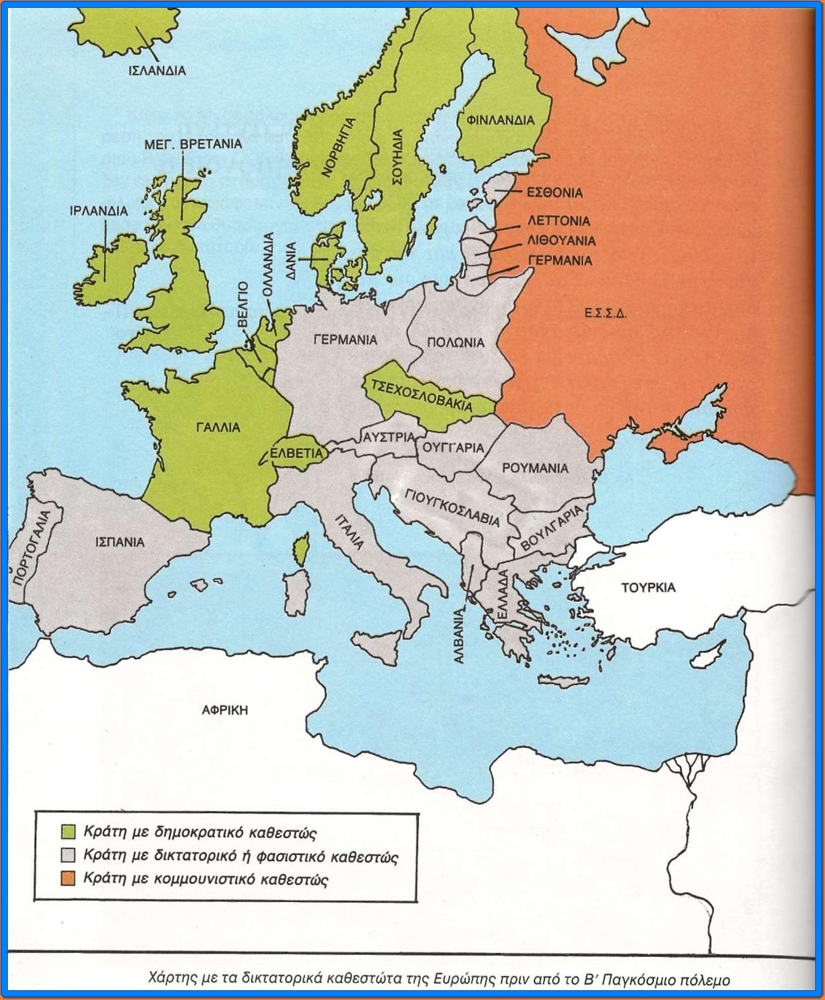 ΙΣΛΑΝΔΙΑ
ΦΙΝΛΑΝΔΙΑ
ΝΟΡΒΗΓΙΑ
ΣΟΥΗΔΙΑ
ΜΕΓ. ΒΡΕΤΑΝΙΑ
ΕΣΘΟΝΙΑ
ΙΡΛΑΝΔΙΑ
ΛΕΤΤΟΝΙΑ
ΛΙΘΟΥΑΝΙΑ
ΓΕΡΜΑΝΙΑ
ΔΑΝΙΑ
ΟΛΛΑΝΔΙΑ
ΒΕΛΓΙΟ
Ε.Σ.Σ.Δ.
ΓΕΡΜΑΝΙΑ
ΠΟΛΩΝΙΑ
ΤΣΕΧΟΣΛΟΒΑΚΙΑ
ΓΑΛΛΙΑ
ΑΥΣΤΡΙΑ
ΟΥΓΓΑΡΙΑ
ΕΛΒΕΤΙΑ
ΡΟΥΜΑΝΙΑ
ΓΙΟΥΓΚΟΣΛΑΒΙΑ
ΒΟΥΛΓΑΡΙΑ
ΙΤΑΛΙΑ
ΠΟΡΤΟΓΑΛΙΑ
ΙΣΠΑΝΙΑ
ΤΟΥΡΚΙΑ
ΕΛΛΑΔΑ
ΑΛΒΑΝΙΑ
ΑΦΡΙΚΗ
Κράτη με δημοκρατικό καθεστώς
Κράτη με δικτατορικό ή φασιστικό καθεστώς
Κράτη με κομμουνιστικό καθεστώς
Χάρτης με τα δικτατορικά καθεστώτα της Ευρώπης πριν από το Β' Παγκόσμιο πόλεμο